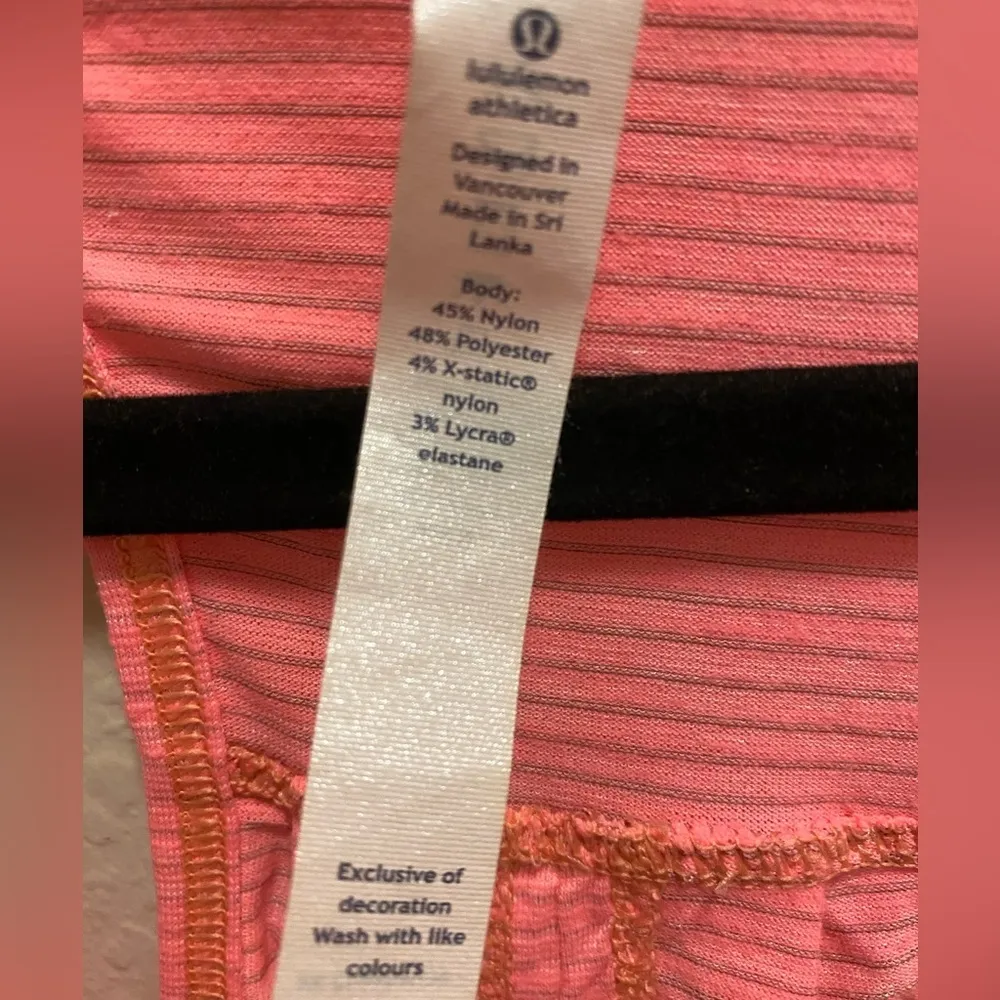 lululemon
athletica
Designed in
Vancouver
Made in Sri
Lanka
Body:
45% Nylon
48% Polyester
4% X-static®
nylon
3% Lycra®
elastane
Exclusive of
decoration
Wash with like
colours